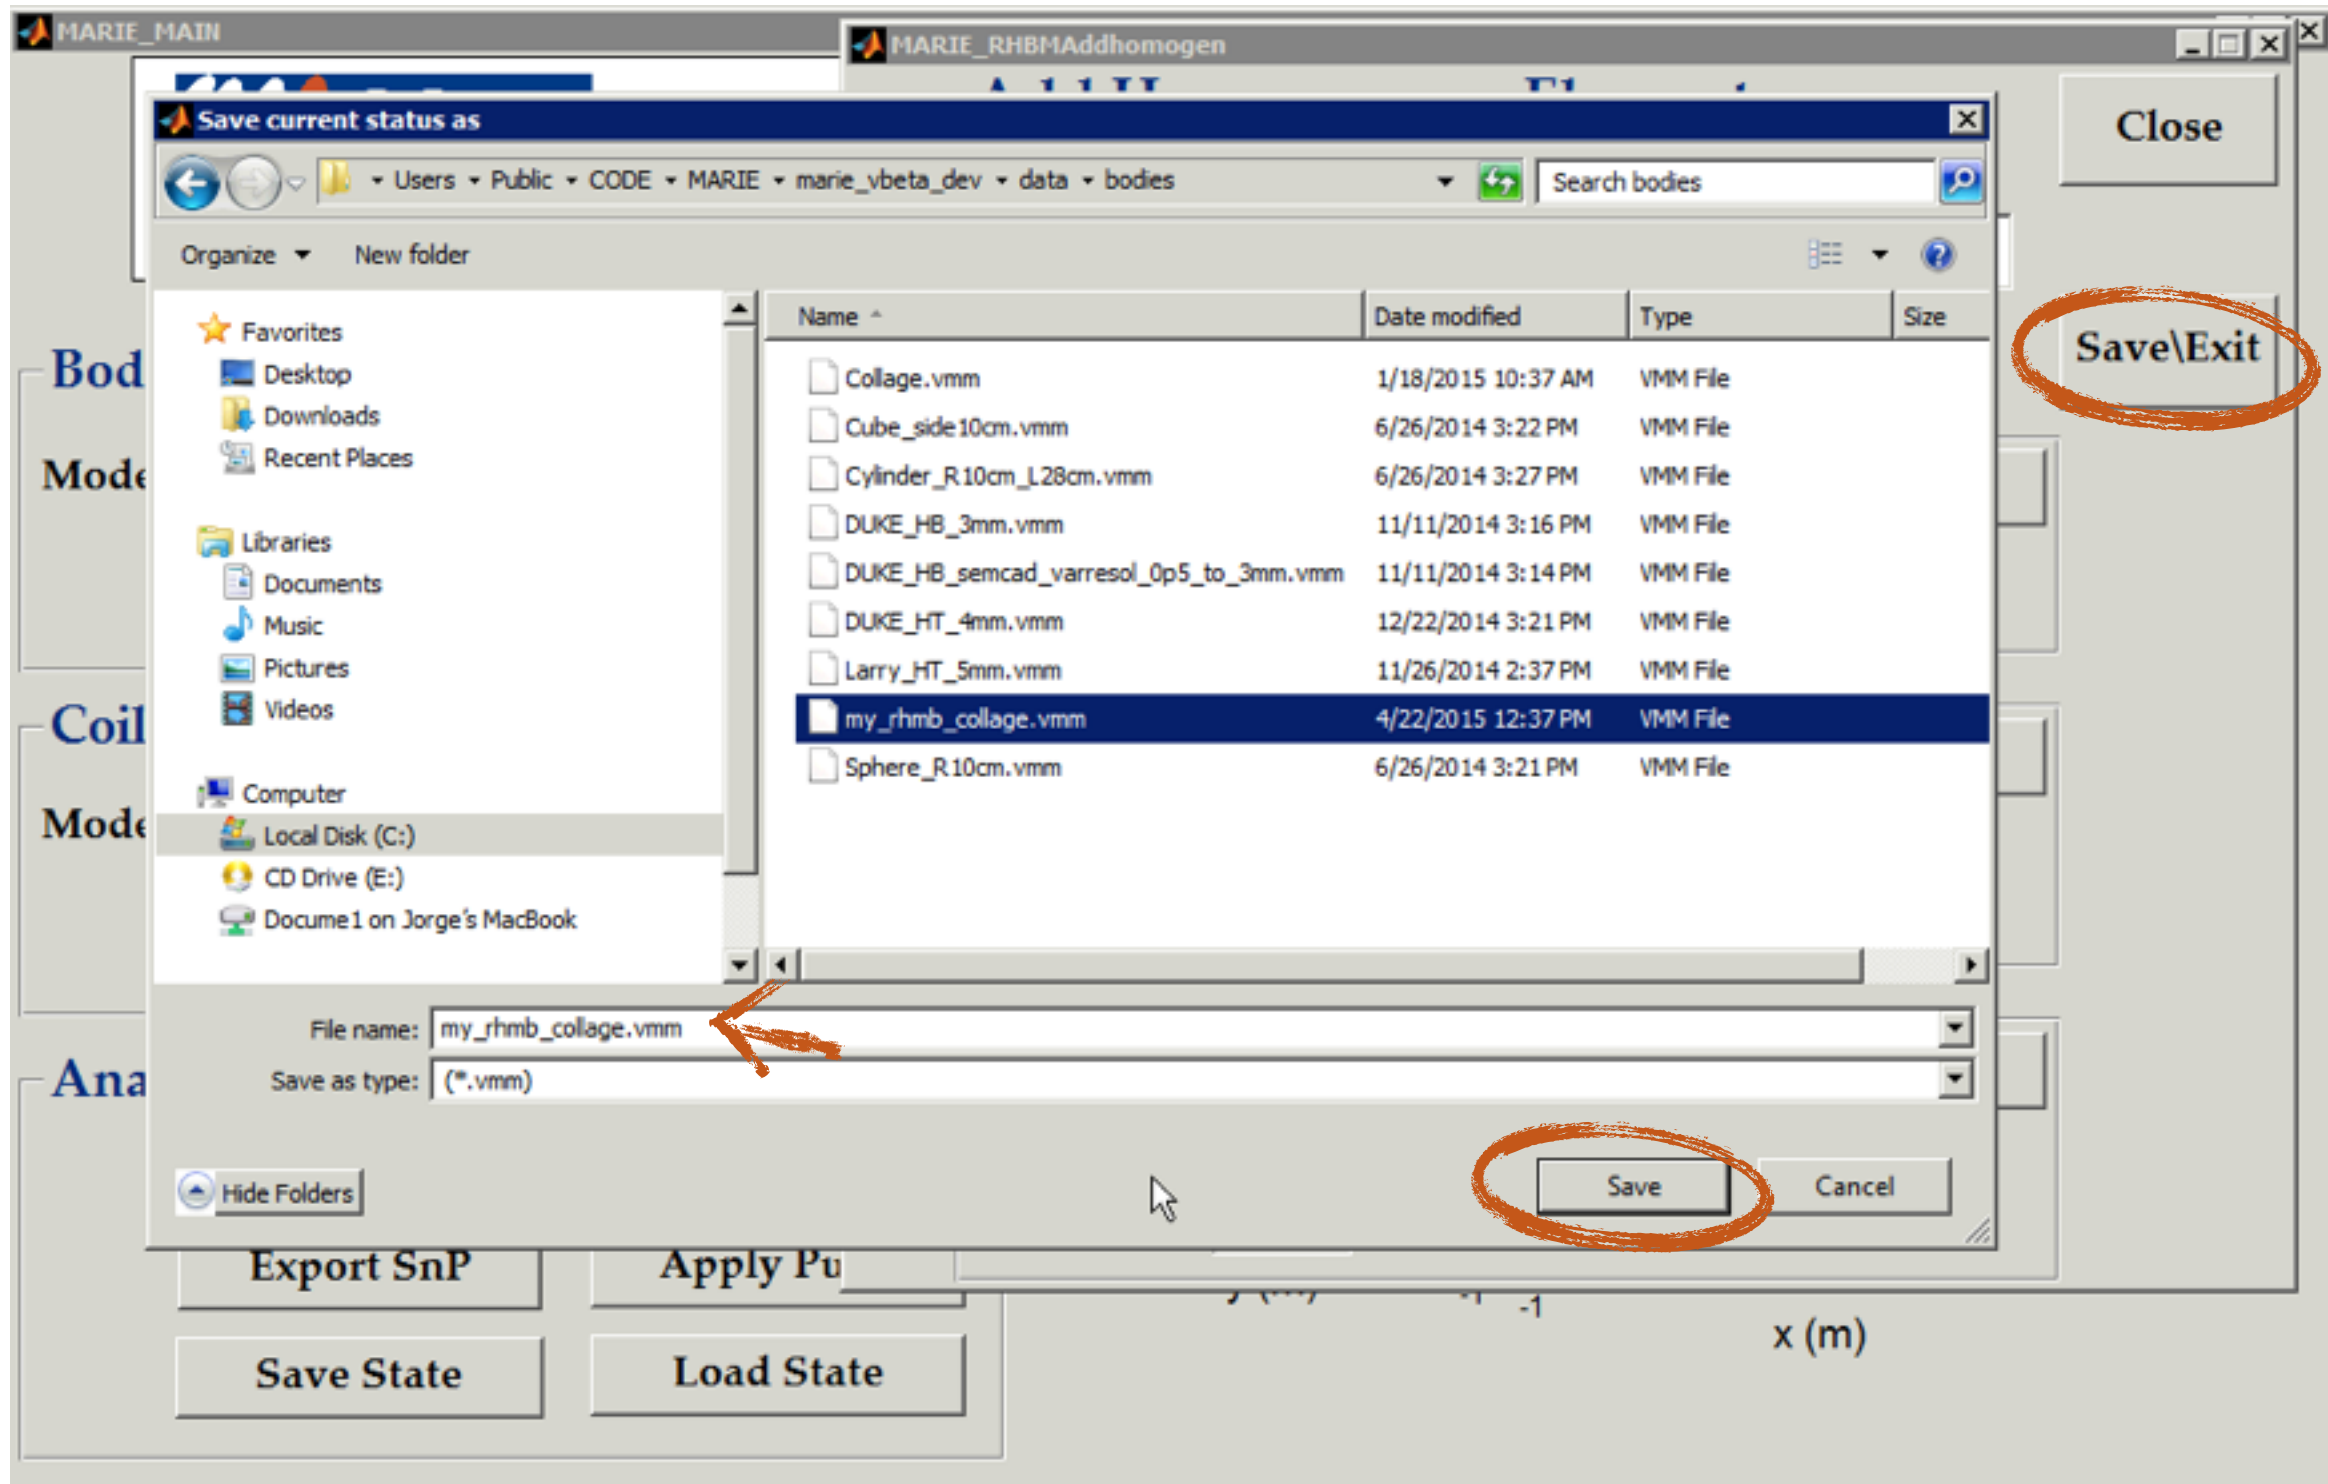 MARIE_MAIN
MARIE_RHBMAddhomogen
Close
Save current status as
Users Public CODE MARIE marie_vbeta_dev data bodies
Search bodies
Organize New folder
Save\Exit
Favorites
Desktop
Downloads
Recent Places
Libraries
Documents
Music
Pictures
Videos
Computer
Local Disk (C:)
CD Drive (E:)
Docume1 on Jorge's MacBook
Name Date modified Type Size
Collage.vmm 1/18/2015 10:37 AM VMM File
Cube_side10cm.vmm 6/26/2014 3:22 PM VMM File
Cylinder_R10cm_L28cm.vmm 6/26/2014 3:27 PM VMM File
DUKE_HB_3mm.vmm 11/11/2014 3:16 PM VMM File
DUKE_HB_semcad_varresol_0p5_to_3mm.vmm 11/11/2014 3:14 PM VMM File
DUKE_HT_4mm.vmm 12/22/2014 3:21 PM VMM File
Larry_HT_5mm.vmm 11/26/2014 2:37 PM VMM File
my_rhmb_collage.vmm 4/22/2015 12:37 PM VMM File
Sphere_R10cm.vmm 6/26/2014 3:21 PM VMM File
Bod
Mode
Coil
Mode
Ana
File name: my_rhmb_collage.vmm
Save as type: (*.vmm)
Hide Folders
Save
Cancel
Export SnP
Apply Pu
Save State
Load State
-1
-1
x (m)